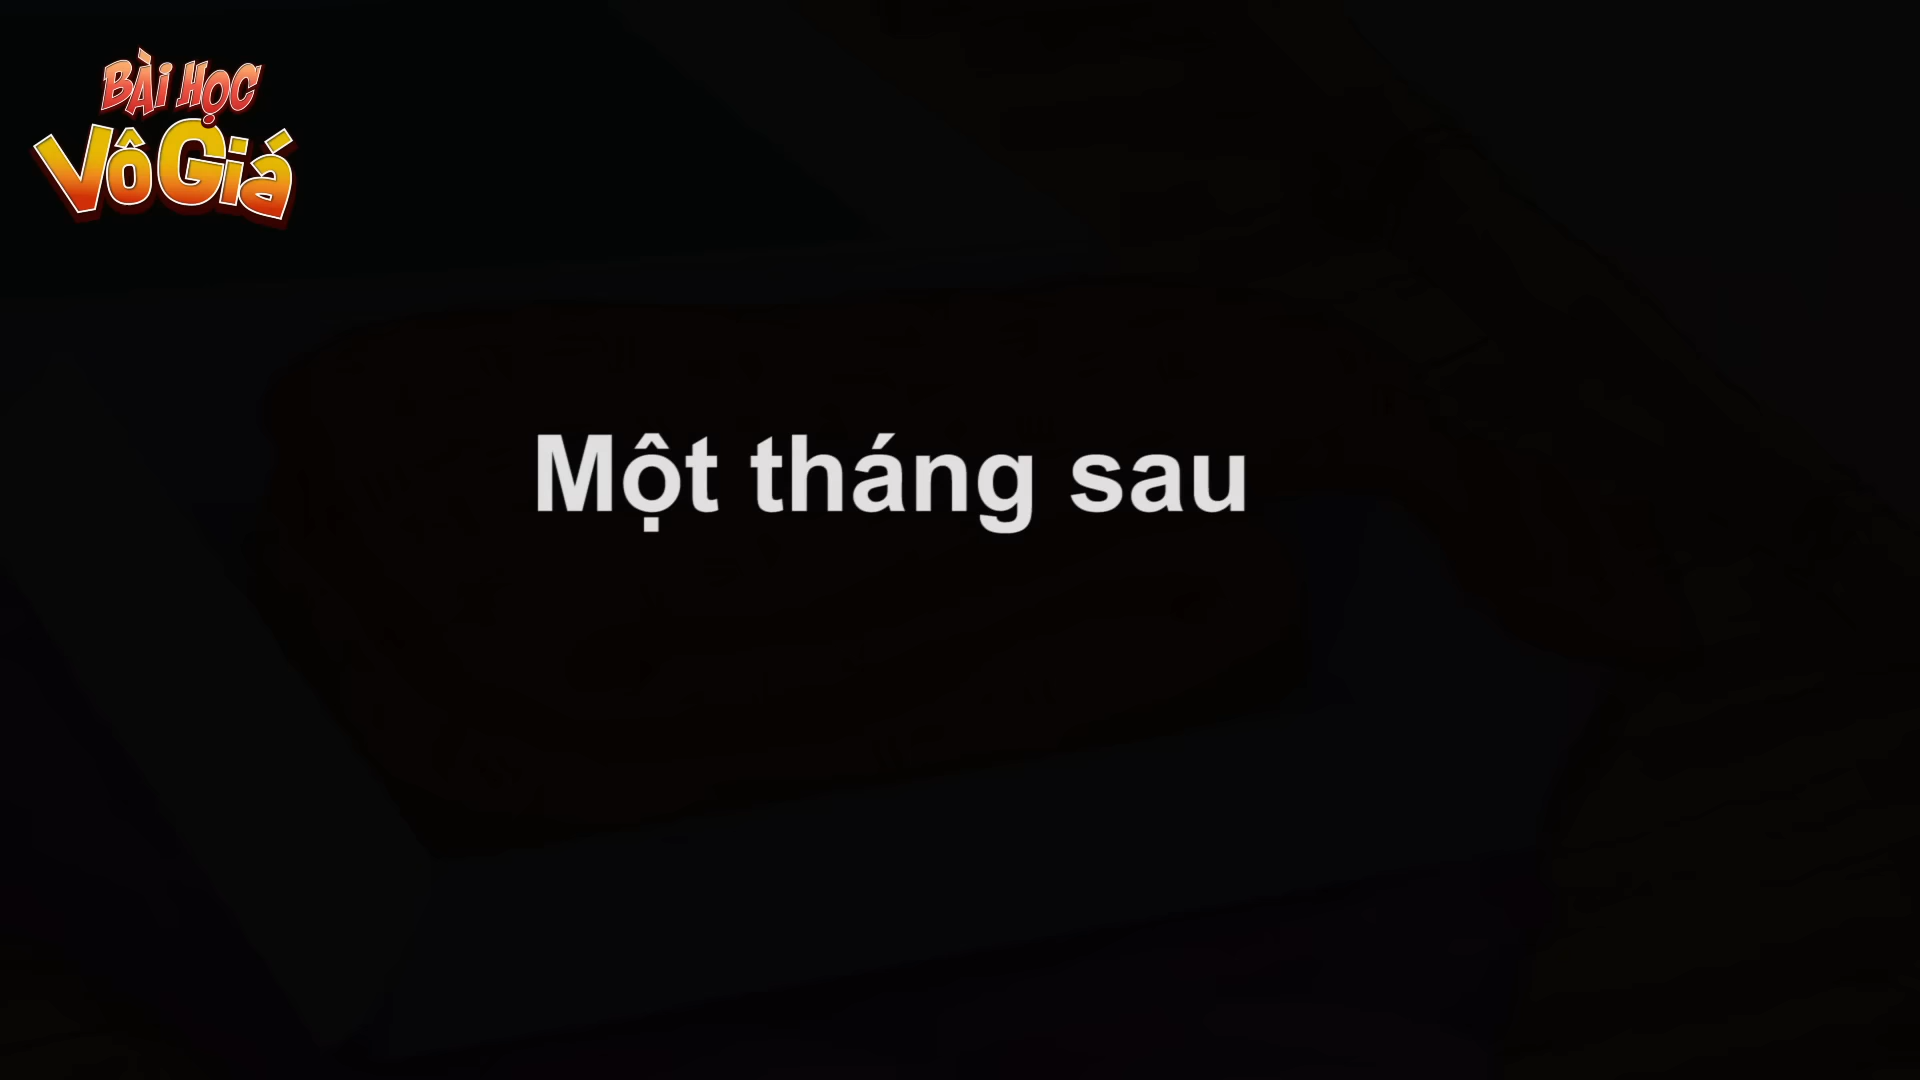 BÀI HỌC
VÔ GIÁ
Một tháng sau